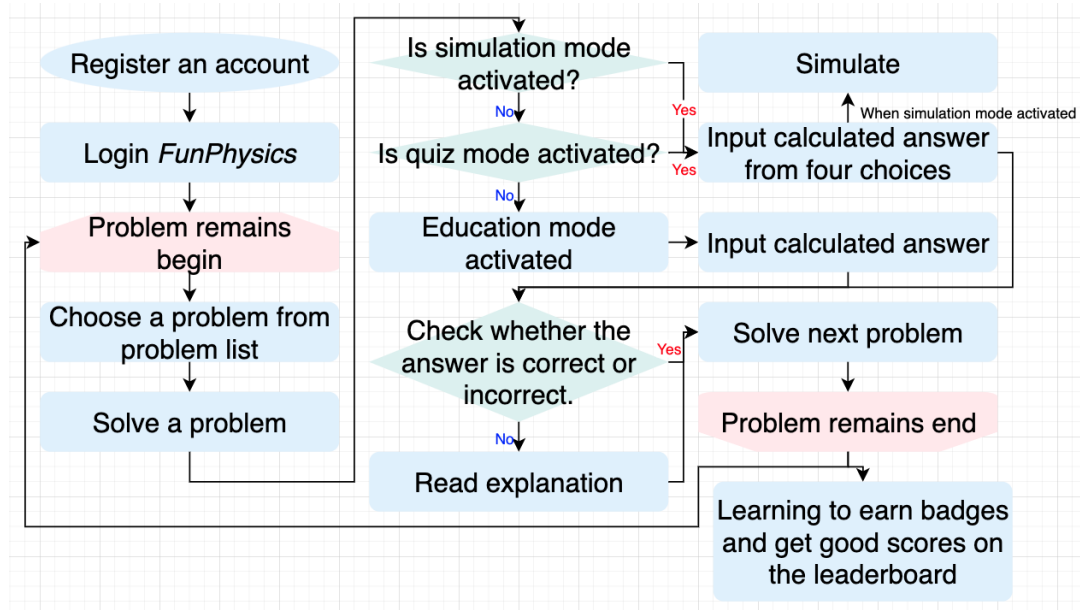 Register an account
Login FunPhysics
Problem remains
begin
Choose a problem from
problem list
Solve a problem
Is simulation mode
activated?
No
Yes
Is quiz mode activated?
Yes
No
Education mode
activated
Check whether the
answer is correct or
incorrect.
Yes
No
Read explanation
Simulate
When simulation mode activated
Input calculated answer
from four choices
Input calculated answer
Solve next problem
Problem remains end
Learning to earn badges
and get good scores on
the leaderboard